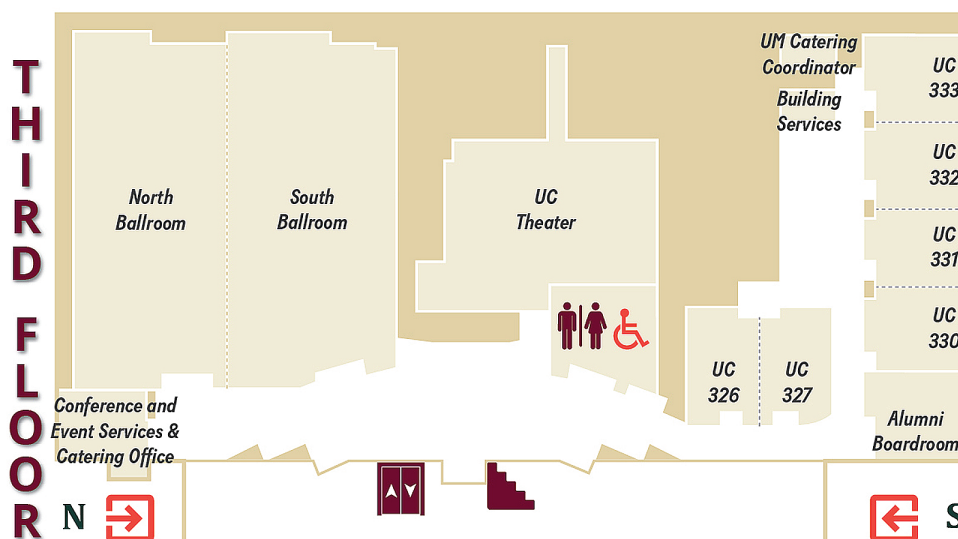 THIRD FLOOR
UM Catering
Coordinator
Building
Services
UC
333
UC
332
UC
331
UC
330
North
Ballroom
South
Ballroom
UC
Theater
UC
326
UC
327
Alumni
Boardroom
Conference and
Event Services &
Catering Office
N
S